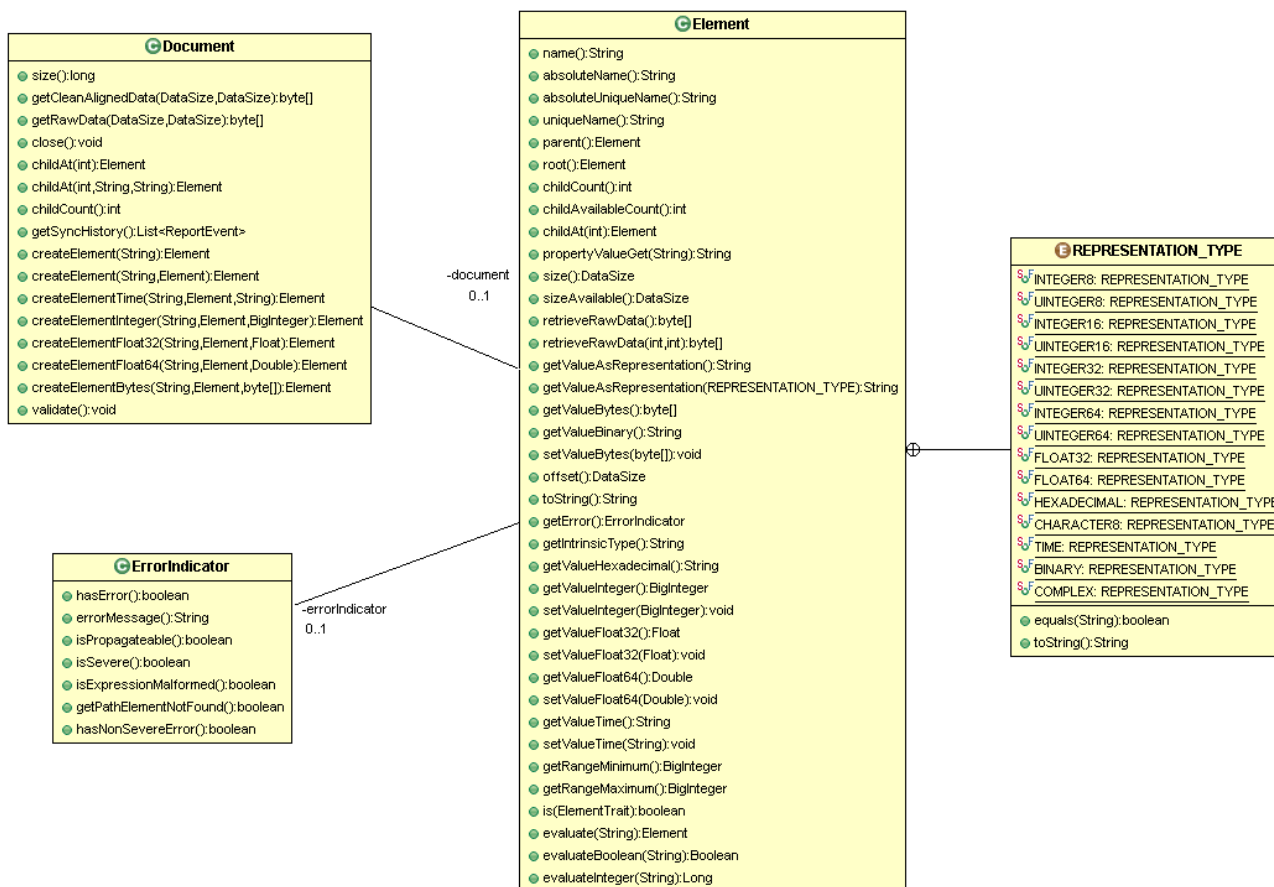 Document
size():long
getCleanAlignedData(DataSize,DataSize):byte[]
getRawData(DataSize,DataSize):byte[]
close():void
childAt(int):Element
childAt(int,String,String):Element
childCount():int
getSyncHistory():List<ReportEvent>
createElement(String):Element
createElement(String,Element):Element
createElementTime(String,Element,String):Element
createElementInteger(String,Element,BigInteger):Element
createElementFloat32(String,Element,Float):Element
createElementFloat64(String,Element,Double):Element
createElementBytes(String,Element,byte[]):Element
validate():void
-document
0..1
ErrorIndicator
hasError():boolean
errorMessage():String
isPropagateable():boolean
isSevere():boolean
isExpressionMalformed():boolean
getPathElementNotFound():boolean
hasNonSevereError():boolean
-errorIndicator
0..1
Element
name():String
absoluteName():String
absoluteUniqueName():String
uniqueName():String
parent():Element
root():Element
childCount():int
childAvailableCount():int
childAt(int):Element
propertyValueGet(String):String
size():DataSize
sizeAvailable():DataSize
retrieveRawData():byte[]
retrieveRawData(int,int):byte[]
getValueAsRepresentation():String
getValueAsRepresentation(REPRESENTATION_TYPE):String
getValueBytes():byte[]
getValueBinary():String
setValueBytes(byte[]):void
offset():DataSize
toString():String
getError():ErrorIndicator
getIntrinsicType():String
getValueHexadecimal():String
getValueInteger():BigInteger
setValueInteger(BigInteger):void
getValueFloat32():Float
setValueFloat32(Float):void
getValueFloat64():Double
setValueFloat64(Double):void
getValueTime():String
setValueTime(String):void
getRangeMinimum():BigInteger
getRangeMaximum():BigInteger
is(ElementTrait):boolean
evaluate(String):Element
evaluateBoolean(String):Boolean
evaluateInteger(String):Long
REPRESENTATION_TYPE
INTEGER8: REPRESENTATION_TYPE
UINTEGER8: REPRESENTATION_TYPE
INTEGER16: REPRESENTATION_TYPE
UINTEGER16: REPRESENTATION_TYPE
INTEGER32: REPRESENTATION_TYPE
UINTEGER32: REPRESENTATION_TYPE
INTEGER64: REPRESENTATION_TYPE
UINTEGER64: REPRESENTATION_TYPE
FLOAT32: REPRESENTATION_TYPE
FLOAT64: REPRESENTATION_TYPE
HEXADECIMAL: REPRESENTATION_TYPE
CHARACTER8: REPRESENTATION_TYPE
TIME: REPRESENTATION_TYPE
BINARY: REPRESENTATION_TYPE
COMPLEX: REPRESENTATION_TYPE
equals(String):boolean
toString():String